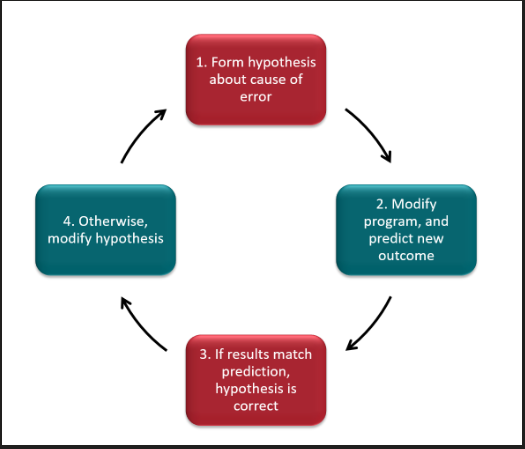 1. Form hypothesis
about cause of
error
2. Modify
program, and
predict new
outcome
3. If results match
prediction,
hypothesis is
correct
4. Otherwise,
modify hypothesis